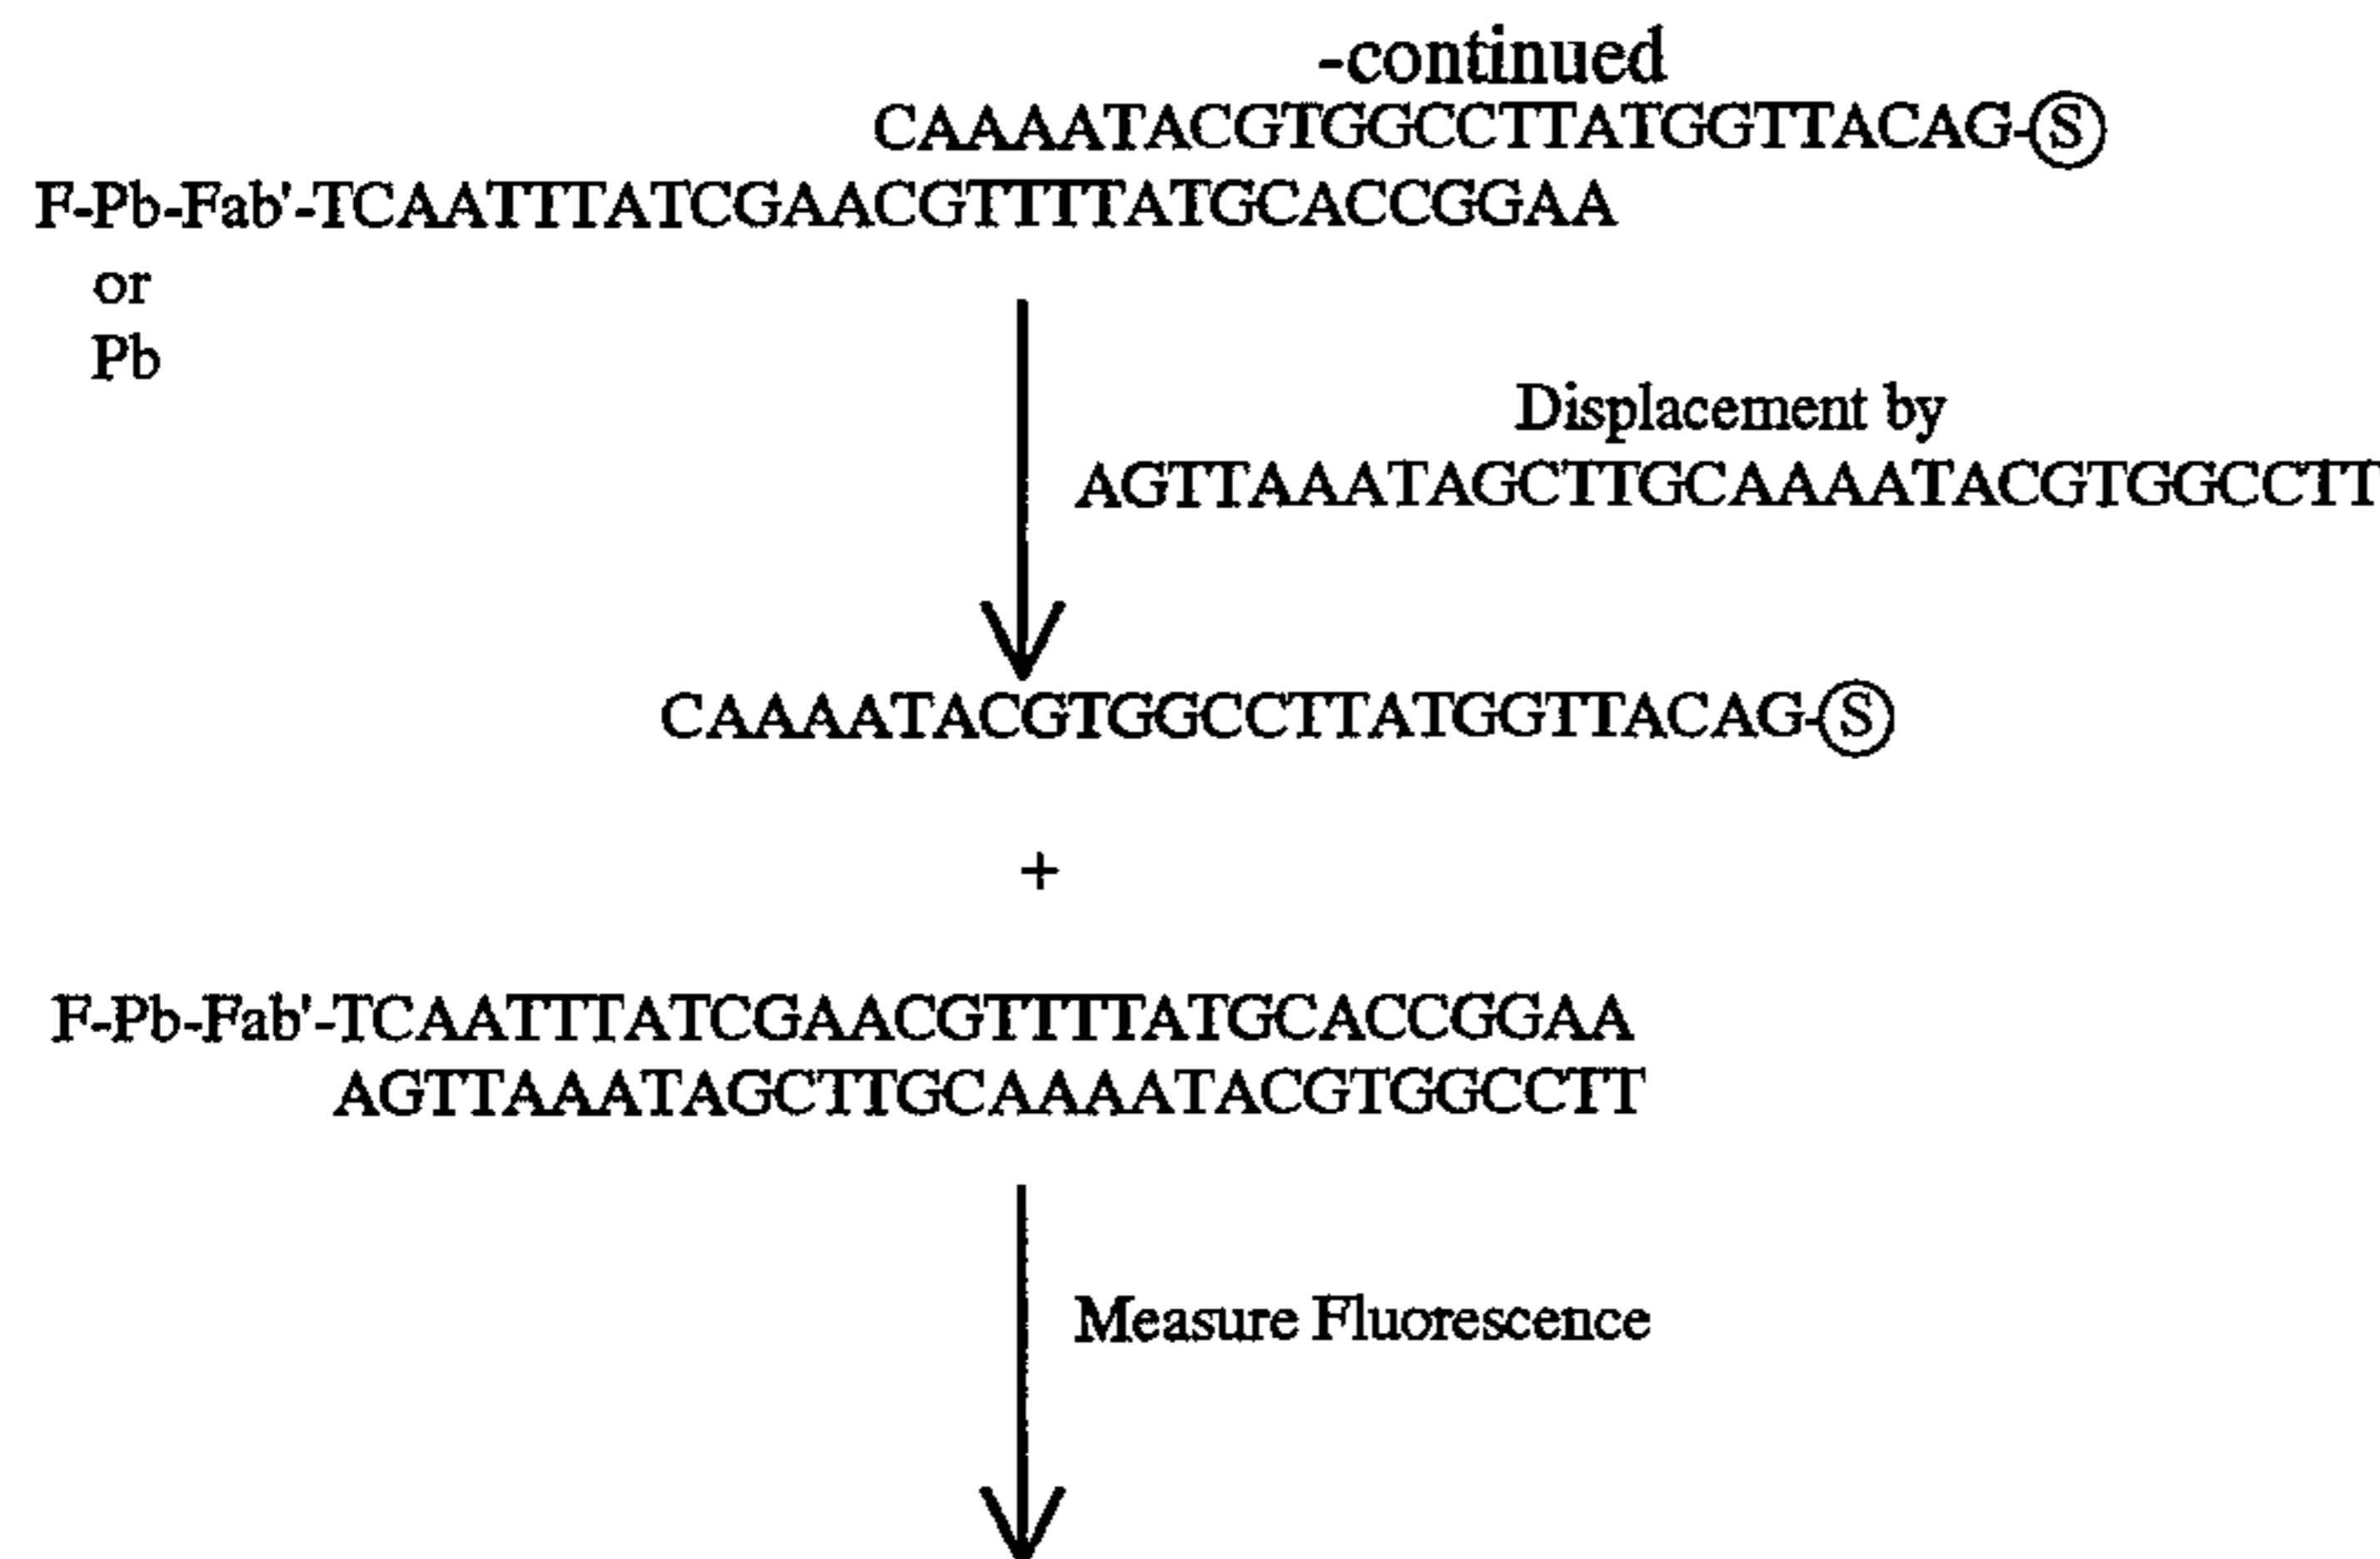 -continued
CAAAATACGTGGCCTTATGGTTACAG-Ⓢ
F-Pb-Fab'-TCAATTTATCGAACGTTTTATGCACCGGAA
or
Pb
Displacement by
AGTTAAATAGCTTGCAAAATACGTGGCCTT
CAAAATACGTGGCCTTATGGTTACAG-Ⓢ
+
F-Pb-Fab'-TCAATTTATCGAACGTTTTATGCACCGGAA
AGTTAAATAGCTTGCAAAATACGTGGCCTT
Measure Fluorescence